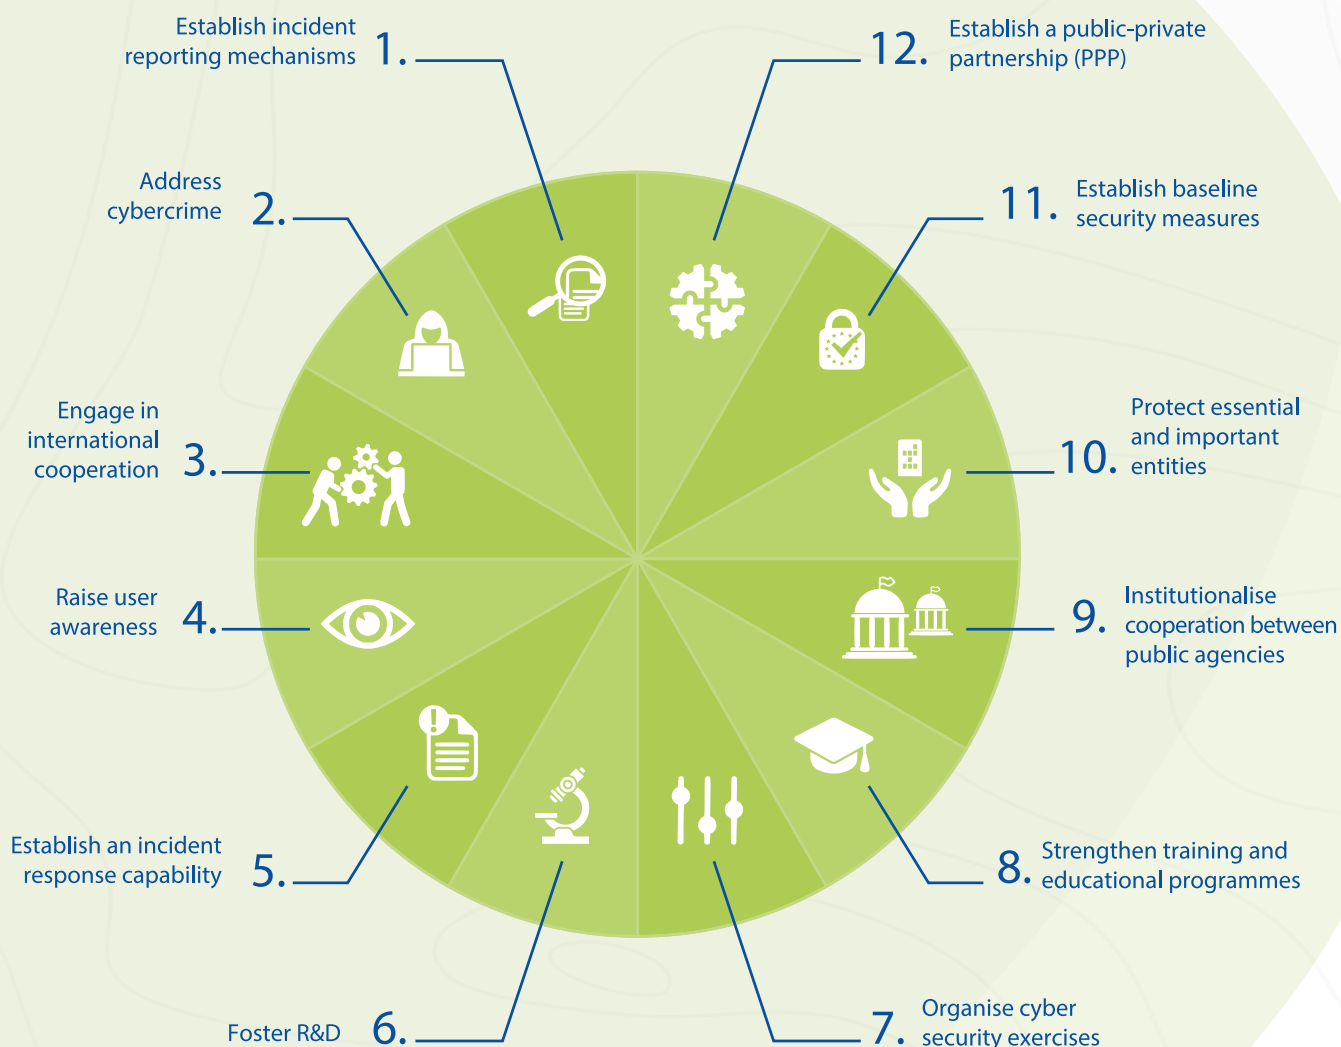 Establish incident
reporting mechanisms
1.
Address
cybercrime
2.
Engage in
international
cooperation
3.
Raise user
awareness
4.
Establish an incident
response capability
5.
Foster R&D
6.
7.
Organise cyber
security exercises
8.
Strengthen training and
educational programmes
9.
Institutionalise
cooperation between
public agencies
10.
Protect essential
and important
entities
11.
Establish baseline
security measures
12.
Establish a public-private
partnership (PPP)